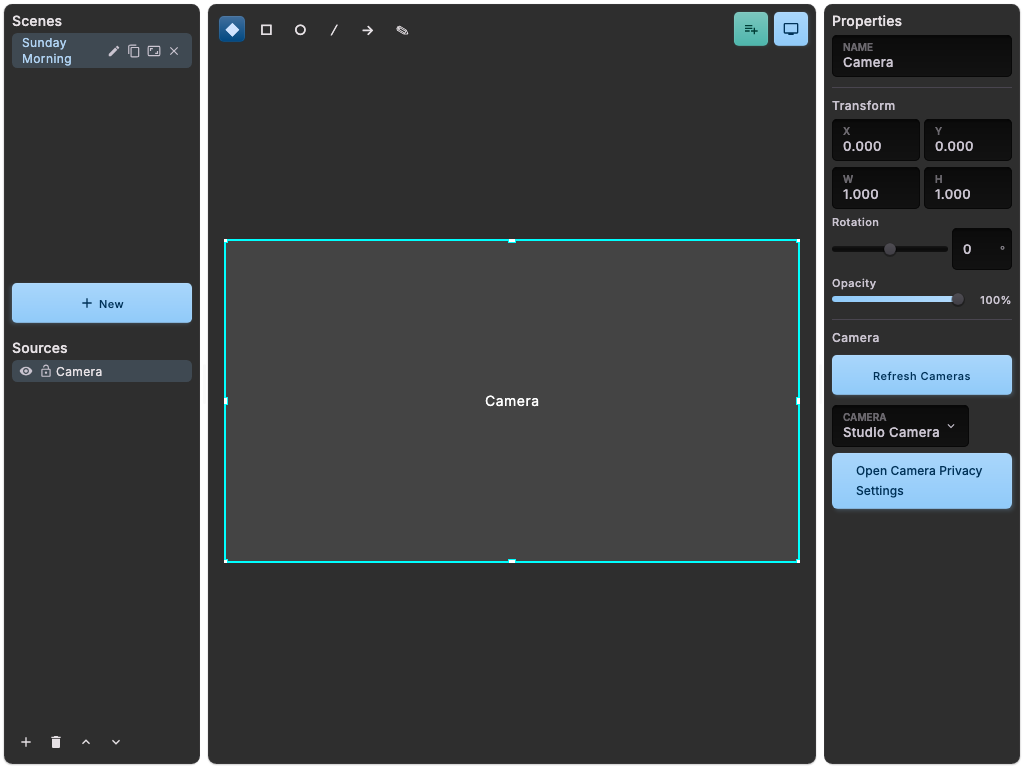 Scenes
Sunday
Morning
New
Sources
Camera
Camera
Properties
NAME
Camera
Transform
X
0.000
Y
0.000
W
1.000
H
1.000
Rotation
0 °
Opacity
100%
Camera
Refresh Cameras
CAMERA
Studio Camera
Open Camera Privacy
Settings